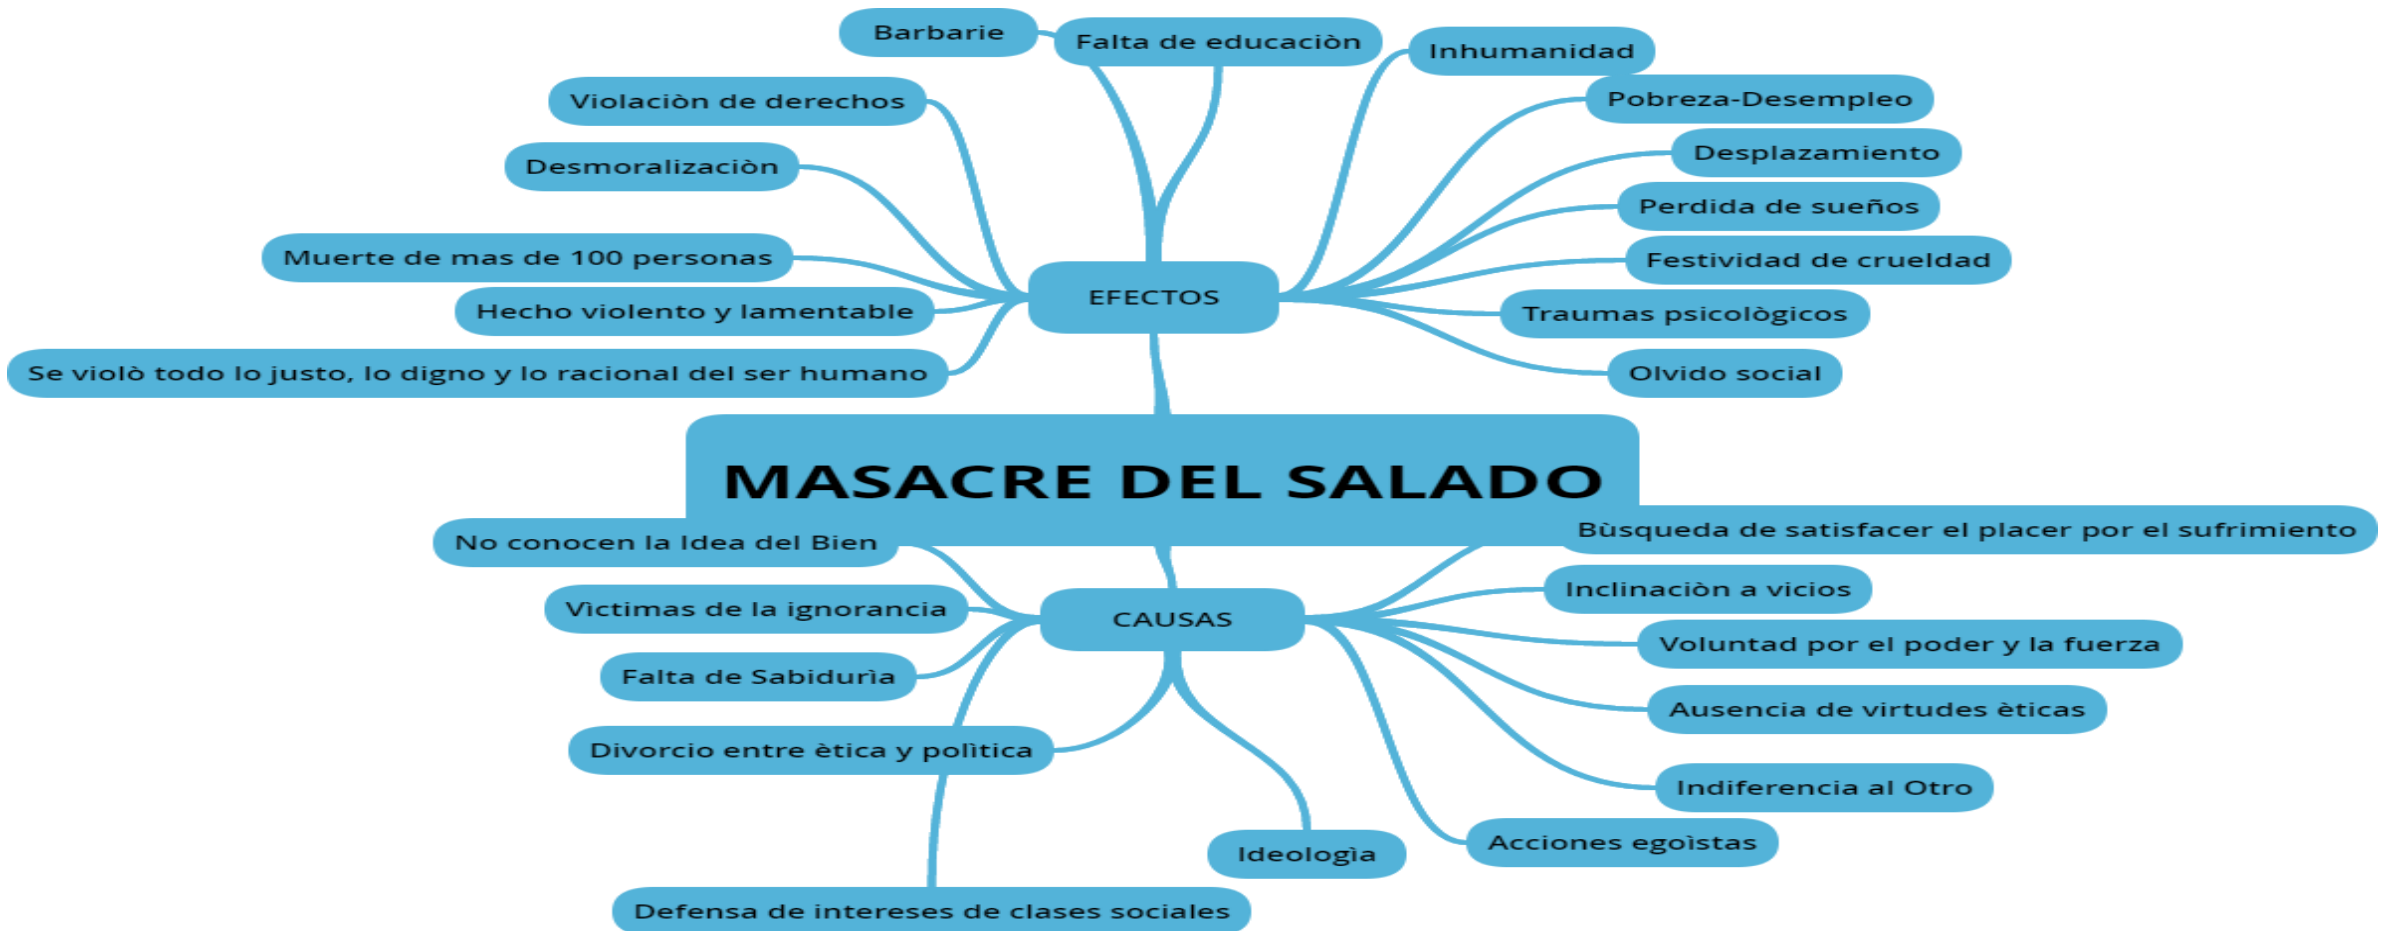 Barbarie
Falta de educaciòn
Inhumanidad
Violaciòn de derechos
Pobreza-Desempleo
Desmoralizaciòn
Desplazamiento
Perdida de sueños
Muerte de mas de 100 personas
Festividad de crueldad
EFECTOS
Hecho violento y lamentable
Traumas psicològicos
Se violò todo lo justo, lo digno y lo racional del ser humano
Olvido social
MASACRE DEL SALADO
No conocen la Idea del Bien
Bùsqueda de satisfacer el placer por el sufrimiento
Vìctimas de la ignorancia
Inclinaciòn a vicios
CAUSAS
Voluntad por el poder y la fuerza
Falta de Sabidurìa
Ausencia de virtudes èticas
Divorcio entre ètica y polìtica
Indiferencia al Otro
Ideologìa
Acciones egoìstas
Defensa de intereses de clases sociales